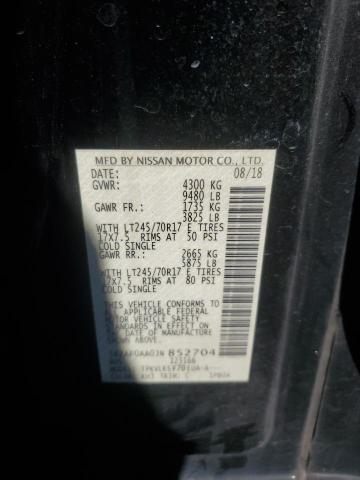 MFD BY NISSAN MOTOR CO., LTD.
DATE: 08/18
GVWR: 4300 KG
9480 LB
GAWR FR.: 1735 KG
3825 LB
WITH LT245/70R17 E TIRES
17X7.5 RIMS AT 50 PSI
COLD SINGLE
GAWR RR.: 2665 KG
5875 LB
WITH LT245/70R17 E TIRES
17X7.5 RIMS AT 80 PSI
COLD SINGLE
THIS VEHICLE CONFORMS TO
ALL APPLICABLE FEDERAL
MOTOR VEHICLE SAFETY
STANDARDS IN EFFECT ON
THE DATE OF MANUFACTURE
SHOWN ABOVE.
852704